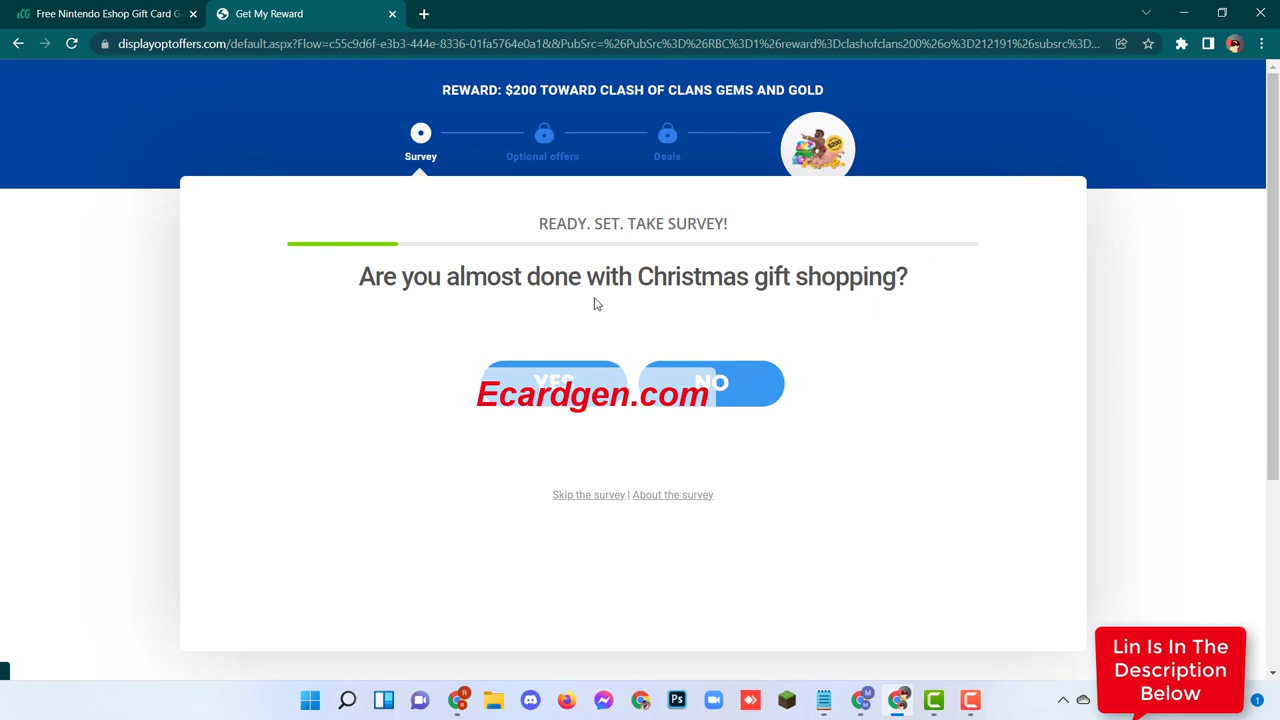 Free Nintendo Eshop Gift Card G
Get My Reward
displayoptoffers.com/default.aspx?Flow=c55c9d6f-e3b3-444e-8336-01fa5764e0a1&&PubSrc=%26PubSrc%3D%26RBC%3D1%26reward%3Dclashofclans200%26o%3D212191%26subsrc%3D...
REWARD: $200 TOWARD CLASH OF CLANS GEMS AND GOLD
$200
Survey
Optional offers
Deals
READY. SET. TAKE SURVEY!
Are you almost done with Christmas gift shopping?
YES
NO
Ecardgen.com
Skip the survey | About the survey
Lin Is In The
Description
Below